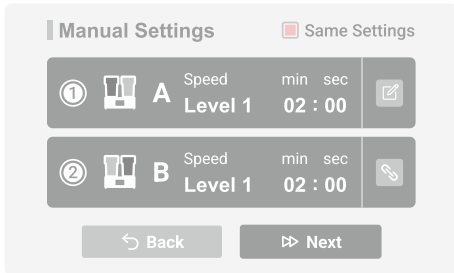 Manual Settings
Same Settings
1
A
Speed
Level 1
min sec
02 : 00
2
B
Speed
Level 1
min sec
02 : 00
Back
Next